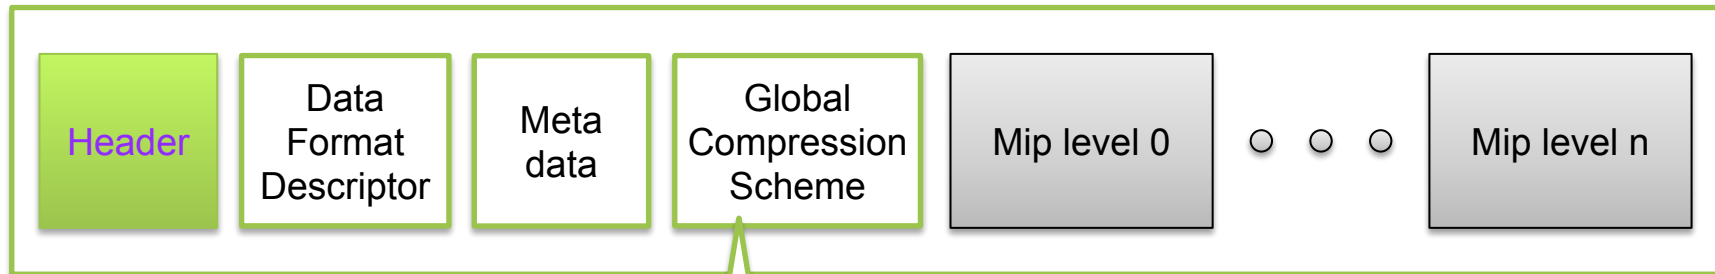 Header
Data
Format
Descriptor
Meta
data
Global
Compression
Scheme
Mip level 0
Mip level n